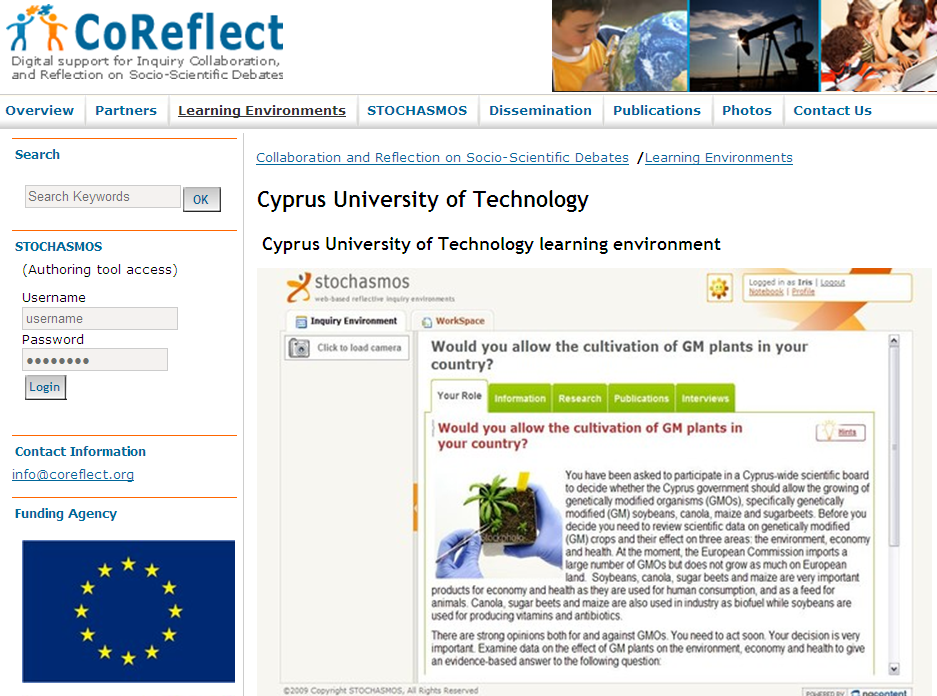 CoReflect
Digital support for Inquiry Collaboration,
and Reflection on Socio-Scientific Debates
Overview
Partners
Learning Environments
STOCHASMOS
Dissemination
Publications
Photos
Contact Us
Search
Search Keywords
OK
STOCHASMOS
(Authoring tool access)
Username
username
Password
Login
Contact Information
info@coreflect.org
Funding Agency
Collaboration and Reflection on Socio-Scientific Debates / Learning Environments
Cyprus University of Technology
Cyprus University of Technology learning environment
stochasmos
web-based reflective inquiry environments
Logged in as Iris | Logout
Notebook | Profile
Inquiry Environment
WorkSpace
Click to load camera
Would you allow the cultivation of GM plants in your
country?
Your Role
Information
Research
Publications
Interviews
Would you allow the cultivation of GM plants in
your country?
Hints
You have been asked to participate in a Cyprus-wide scientific board
to decide whether the Cyprus government should allow the growing of
genetically modified organisms (GMOs), specifically genetically
modified (GM) soybeans, canola, maize and sugarbeets. Before you
decide you need to review scientific data on genetically modified
(GM) crops and their effect on three areas: the environment, economy
and health. At the moment, the European Commission imports a
large number of GMOs but does not grow as much on European
land. Soybeans, canola, sugar beets and maize are very important
products for economy and health as they are used for human consumption, and as a feed for
animals. Canola, sugar beets and maize are also used in industry as biofuel while soybeans are
used for producing vitamins and antibiotics.
There are strong opinions both for and against GMOs. You need to act soon. Your decision is very
important. Examine data on the effect of GM plants on the environment, economy and health to give
an evidence-based answer to the following question:
©2009 Copyright STOCHASMOS, All Rights Reserved
POWERED BY